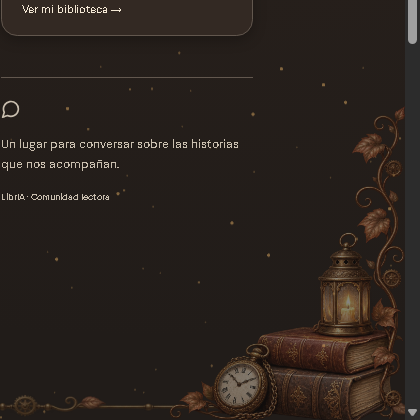 Ver mi biblioteca →
Un lugar para conversar sobre las historias
que nos acompañan.
LibrIA · Comunidad lectora